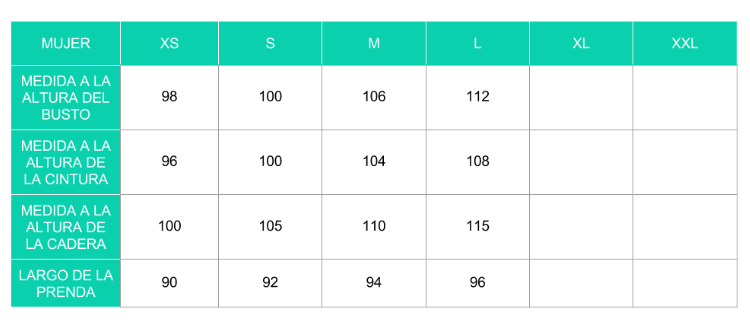 MUJER XS S M L XL XXL
MEDIDA A LA
ALTURA DEL
BUSTO
98 100 106 112
MEDIDA A LA
ALTURA DE
LA CINTURA
96 100 104 108
MEDIDA A LA
ALTURA DE
LA CADERA
100 105 110 115
LARGO DE LA
PRENDA
90 92 94 96